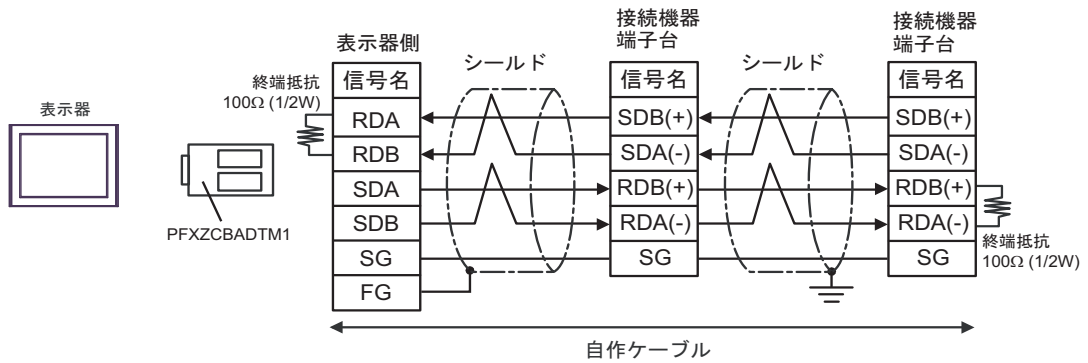 表示器
PFXZCBADTM1
終端抵抗
100Ω (1/2W)
表示器側
信号名
RDA
RDB
SDA
SDB
SG
FG
シールド
接続機器
端子台
信号名
SDB(+)
SDA(-)
RDB(+)
RDA(-)
SG
シールド
接続機器
端子台
信号名
SDB(+)
SDA(-)
RDB(+)
RDA(-)
SG
終端抵抗
100Ω (1/2W)
自作ケーブル